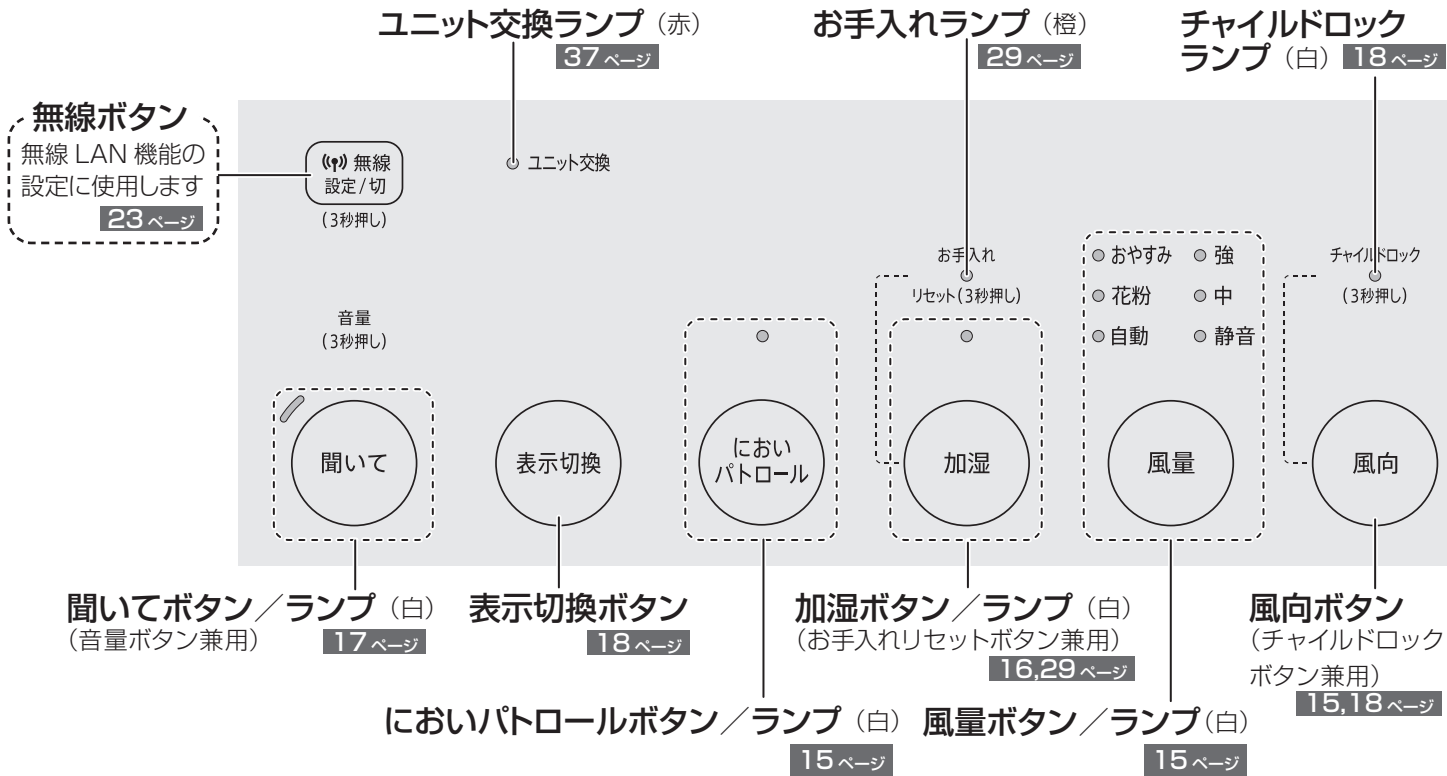 ユニット交換ランプ（赤）
37ページ
お手入れランプ（橙）
29ページ
チャイルドロック
ランプ（白） 18ページ
無線ボタン
無線 LAN 機能の
設定に使用します
23ページ
無線
設定/切
(3秒押し)
ユニット交換
お手入れ
リセット(3秒押し)
おやすみ 強
花粉 中
自動 静音
チャイルドロック
(3秒押し)
音量
(3秒押し)
聞いて
表示切換
におい
パトロール
加湿
風量
風向
聞いてボタン／ランプ（白）
（音量ボタン兼用） 17ページ
表示切換ボタン
18ページ
加湿ボタン／ランプ（白）
（お手入れリセットボタン兼用）
16,29ページ
風向ボタン
（チャイルドロック
ボタン兼用）
15,18ページ
においパトロールボタン／ランプ（白）
15ページ
風量ボタン／ランプ（白）
15ページ